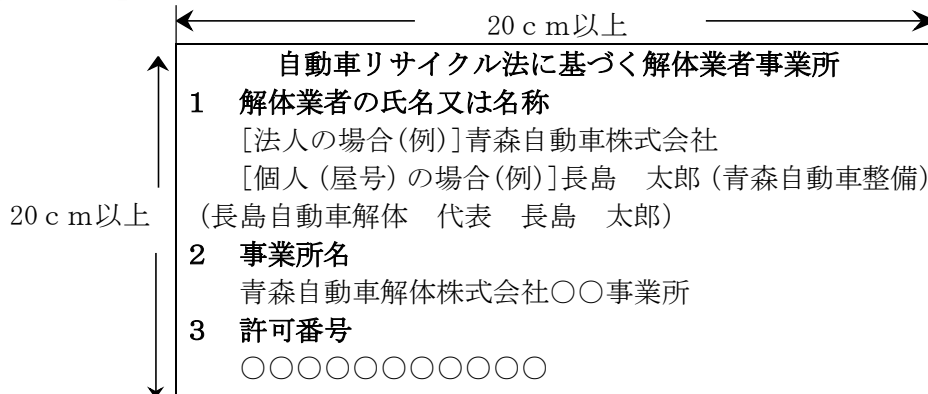 20ｃｍ以上
自動車リサイクル法に基づく解体業者事業所
１　解体業者の氏名又は名称
[法人の場合(例)]青森自動車株式会社
[個人(屋号)の場合(例)]長島　太郎(青森自動車整備)
20ｃｍ以上
(長島自動車解体　代表　長島　太郎)
２　事業所名
青森自動車解体株式会社○○事業所
３　許可番号
○○○○○○○○○○○